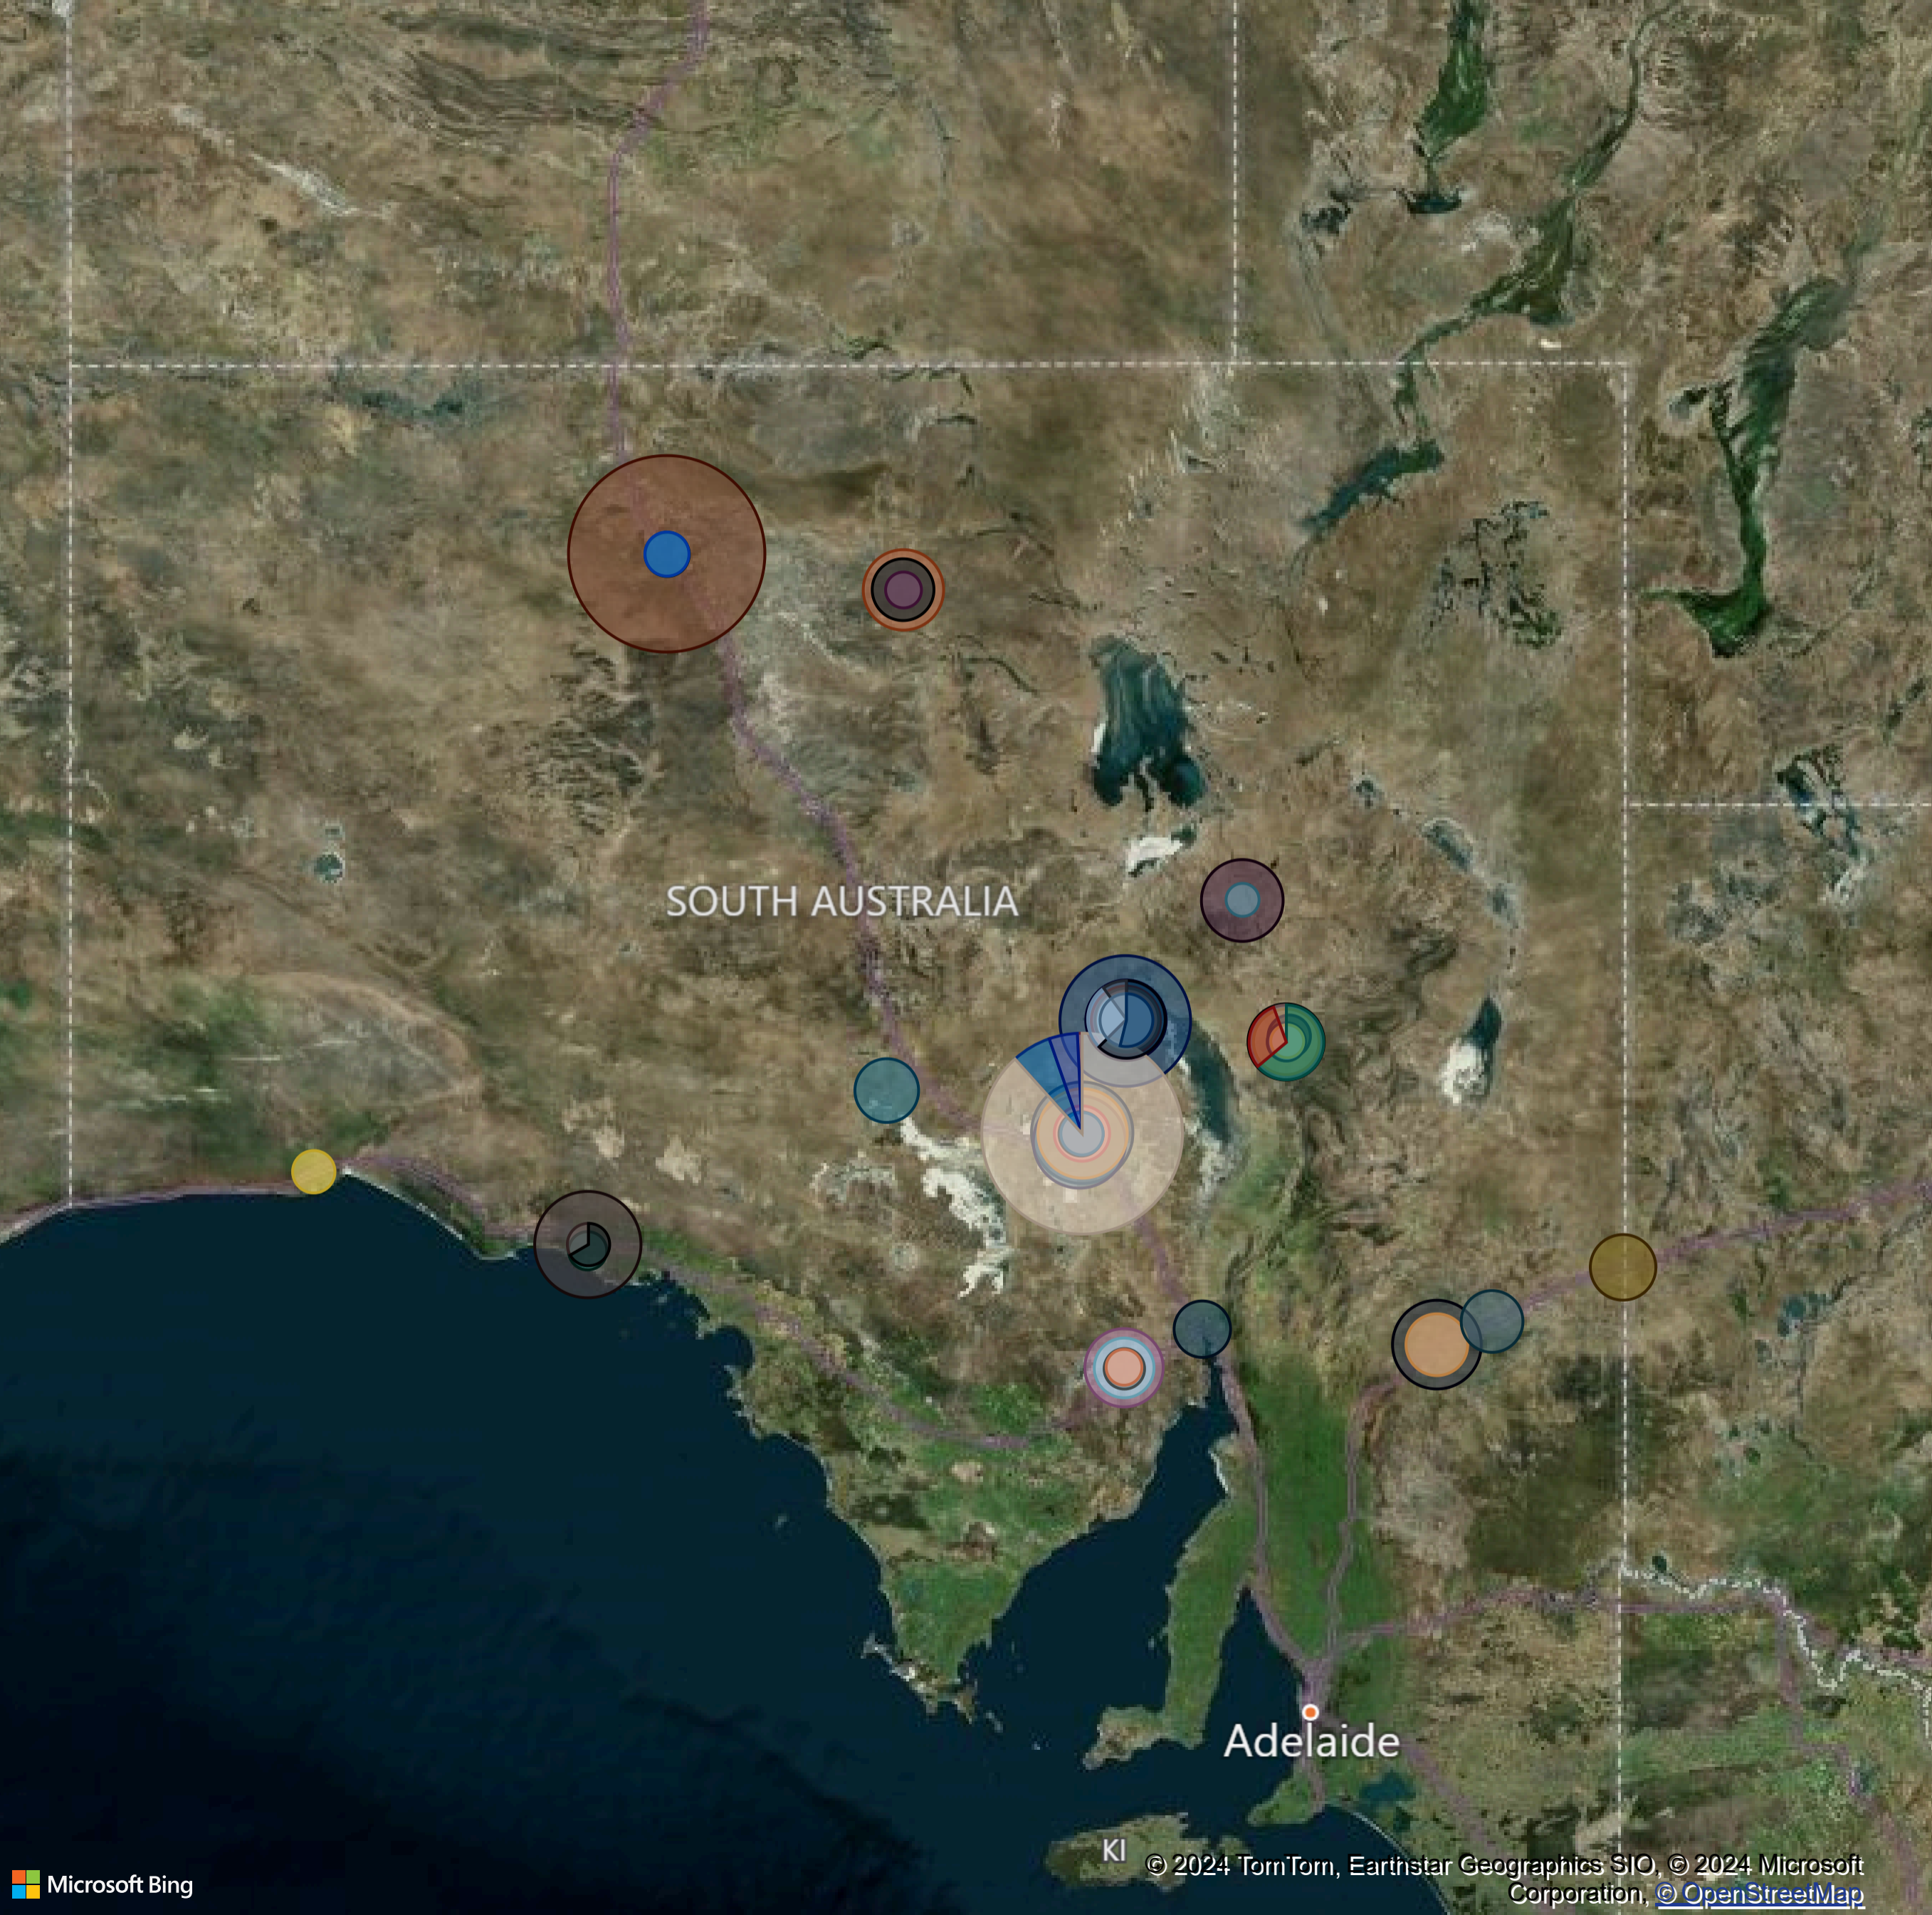 SOUTH AUSTRALIA
Adelaide
KI
© 2024 TomTom, Earthstar Geographics SIO, © 2024 Microsoft
Corporation, © OpenStreetMap
Microsoft Bing